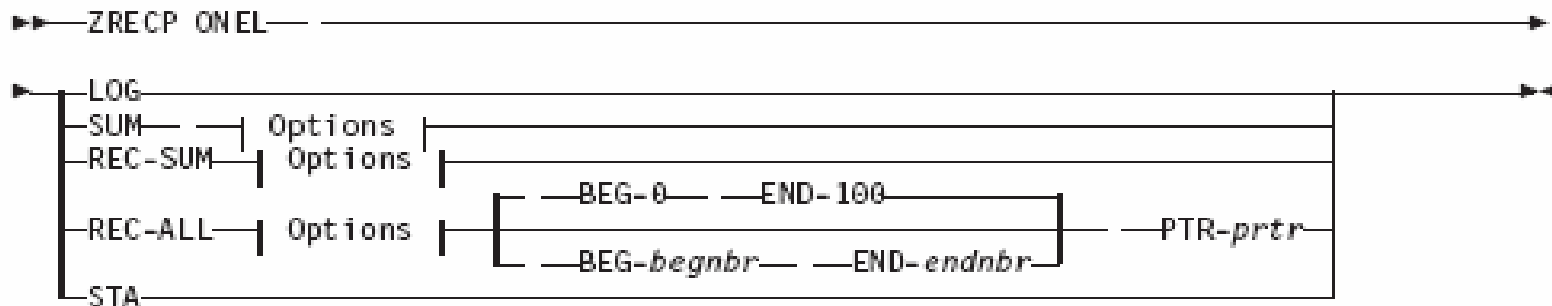 ZRECP ONEL
LOG
SUM Options
REC-SUM Options
BEG-0 END-100
REC-ALL Options PTR-prtr
BEG-begnbr END-endnbr
STA